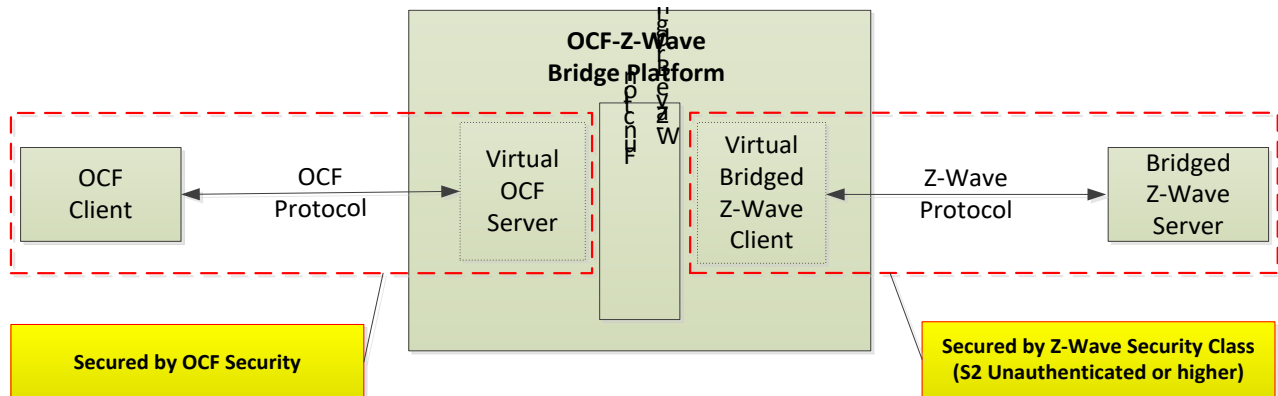 OCF-Z-Wave
Bridge Platform
OCF
Client
OCF
Protocol
Virtual
OCF
Server
Function
Virtual
Bridged
Z-Wave
Client
Z-Wave
Protocol
Bridged
Z-Wave
Server
Secured by OCF Security
Secured by Z-Wave Security Class
(S2 Unauthenticated or higher)